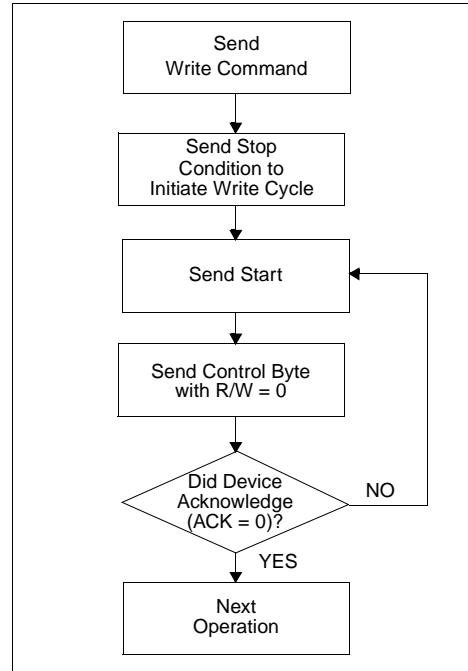 Send
Write Command
Send Stop
Condition to
Initiate Write Cycle
Send Start
Send Control Byte
with R/W = 0
Did Device
Acknowledge
(ACK = 0)?
NO
YES
Next
Operation